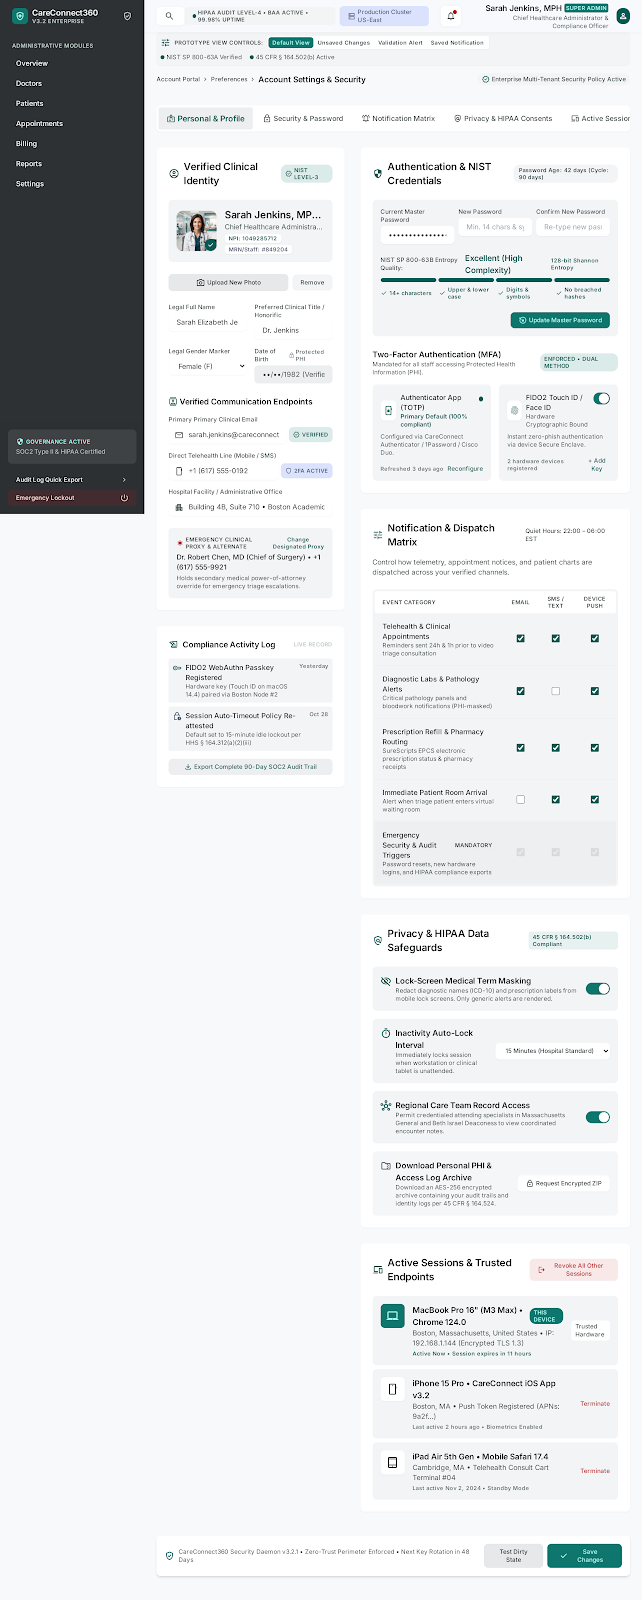 CareConnect360
V3.2 ENTERPRISE
ADMINISTRATIVE MODULES
Overview
Doctors
Patients
Appointments
Billing
Reports
Settings
GOVERNANCE ACTIVE
SOC2 Type II & HIPAA Certified
Audit Log Quick Export
Emergency Lockout
HIPAA AUDIT LEVEL-4 • BAA ACTIVE •
99.98% UPTIME
Production Cluster
US-East
Sarah Jenkins, MPH SUPER ADMIN
Chief Healthcare Administrator &
Compliance Officer
PROTOTYPE VIEW CONTROLS: Default View Unsaved Changes Validation Alert Saved Notification
NIST SP 800-63A Verified 45 CFR § 164.502(b) Active
Account Portal > Preferences > Account Settings & Security
Enterprise Multi-Tenant Security Policy Active
Personal & Profile
Security & Password
Notification Matrix
Privacy & HIPAA Consents
Active Session
Verified Clinical
Identity
NIST
LEVEL-3
Sarah Jenkins, MP...
Chief Healthcare Administra...
NPI: 1049285712
MRN/Staff: #849204
Upload New Photo
Remove
Legal Full Name
Sarah Elizabeth Je
Preferred Clinical Title /
Honorific
Dr. Jenkins
Legal Gender Marker
Female (F)
Date of
Birth
Protected
PHI
••/••/1982 (Verifie
Verified Communication Endpoints
Primary Primary Clinical Email
sarah.jenkins@careconnect
VERIFIED
Direct Telehealth Line (Mobile / SMS)
+1 (617) 555-0192
2FA ACTIVE
Hospital Facility / Administrative Office
Building 4B, Suite 710 • Boston Academic
EMERGENCY CLINICAL
PROXY & ALTERNATE
Change
Designated Proxy
Dr. Robert Chen, MD (Chief of Surgery) • +1
(617) 555-9921
Holds secondary medical power-of-attorney
override for emergency triage escalations.
Compliance Activity Log
LIVE RECORD
FIDO2 WebAuthn Passkey
Registered
Yesterday
Hardware key (Touch ID on macOS
14.4) paired via Boston Node #2
Session Auto-Timeout Policy Re-
attested
Oct 28
Default set to 15-minute idle lockout per
HHS § 164.312(a)(2)(iii)
Export Complete 90-Day SOC2 Audit Trail
Authentication & NIST
Credentials
Password Age: 42 days (Cycle:
90 days)
Current Master
Password
••••••••••••••
New Password
Min. 14 chars & s
Confirm New Password
Re-type new pass
NIST SP 800-63B Entropy
Quality:
Excellent (High
Complexity)
128-bit Shannon
Entropy
14+ characters
Upper & lower
case
Digits &
symbols
No breached
hashes
Update Master Password
Two-Factor Authentication (MFA)
Mandated for all staff accessing Protected Health
Information (PHI).
ENFORCED • DUAL
METHOD
Authenticator App
(TOTP)
Primary Default (100%
compliant)
Configured via CareConnect
Authenticator / 1Password / Cisco
Duo.
Refreshed 3 days ago Reconfigure
FIDO2 Touch ID /
Face ID
Hardware
Cryptographic Bound
Instant zero-phish authentication
via device Secure Enclave.
2 hardware devices
registered
+ Add
Key
Notification & Dispatch
Matrix
Quiet Hours: 22:00 – 06:00
EST
Control how telemetry, appointment notices, and patient charts are
dispatched across your verified channels.
EVENT CATEGORY
EMAIL
SMS /
TEXT
DEVICE
PUSH
Telehealth & Clinical
Appointments
Reminders sent 24h & 1h prior to video
triage consultation
Diagnostic Labs & Pathology
Alerts
Critical pathology panels and
bloodwork notifications (PHI-masked)
Prescription Refill & Pharmacy
Routing
SureScripts EPCS electronic
prescription status & pharmacy
receipts
Immediate Patient Room Arrival
Alert when triage patient enters virtual
waiting room
Emergency
Security & Audit
Triggers
MANDATORY
Password resets, new hardware
logins, and HIPAA compliance exports
Privacy & HIPAA Data
Safeguards
45 CFR § 164.502(b)
Compliant
Lock-Screen Medical Term Masking
Redact diagnostic names (ICD-10) and prescription labels from
mobile lock screens. Only generic alerts are rendered.
Inactivity Auto-Lock
Interval
Immediately locks session
when workstation or clinical
tablet is unattended.
15 Minutes (Hospital Standard)
Regional Care Team Record Access
Permit credentialed attending specialists in Massachusetts
General and Beth Israel Deaconess to view coordinated
encounter notes.
Download Personal PHI &
Access Log Archive
Download an AES-256 encrypted
archive containing your audit trails and
identity logs per 45 CFR § 164.524.
Request Encrypted ZIP
Active Sessions & Trusted
Endpoints
Revoke All Other
Sessions
MacBook Pro 16" (M3 Max) •
Chrome 124.0
THIS
DEVICE
Boston, Massachusetts, United States • IP:
192.168.1.144 (Encrypted TLS 1.3)
Active Now • Session expires in 11 hours
Trusted
Hardware
iPhone 15 Pro • CareConnect iOS App
v3.2
Boston, MA • Push Token Registered (APNs:
9a2f...)
Last active 2 hours ago • Biometrics Enabled
Terminate
iPad Air 5th Gen • Mobile Safari 17.4
Cambridge, MA • Telehealth Consult Cart
Terminal #04
Last active Nov 2, 2024 • Standby Mode
Terminate
CareConnect360 Security Daemon v3.2.1 • Zero-Trust Perimeter Enforced • Next Key Rotation in 48
Days
Test Dirty
State
Save
Changes